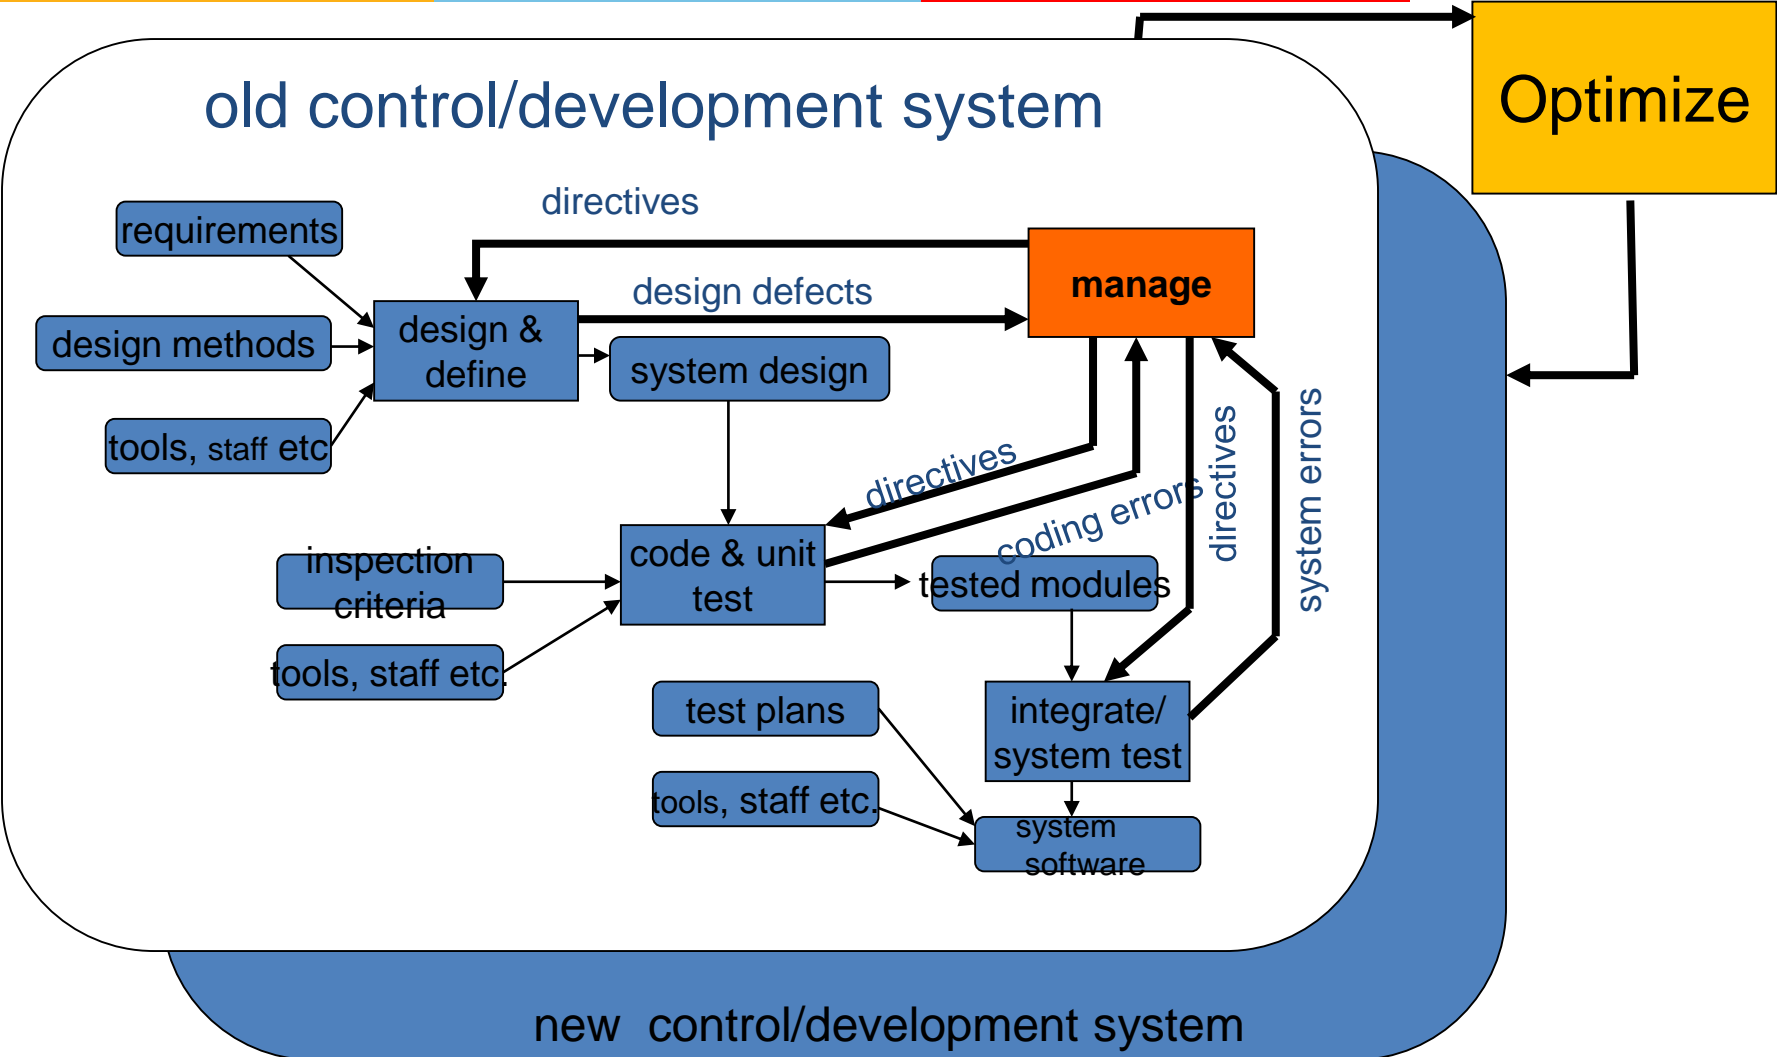 old control/development system
Optimize
directives
requirements
manage
design defects
design &
define
design methods
system design
tools, staff etc
directives
coding errors
directives
system errors
inspection
criteria
code & unit
test
tested modules
tools, staff etc.
test plans
integrate/
system test
tools, staff etc.
system
software
new control/development system